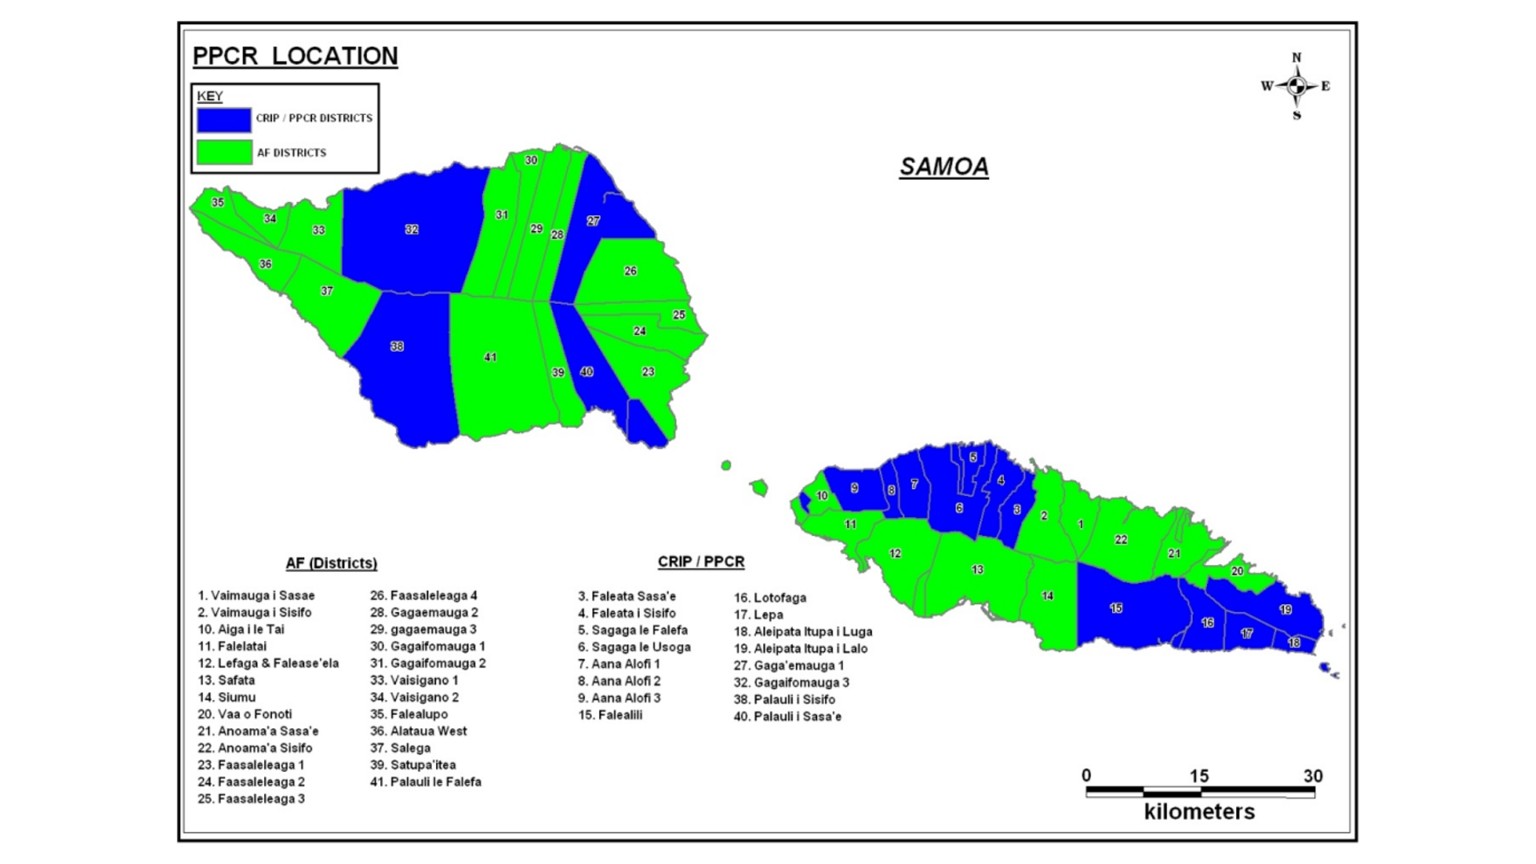 PPCR LOCATION
KEY
CRIP / PPCR DISTRICTS
AF DISTRICTS
N
W E
S
SAMOA
30
35
34
33
32
31
29
28
27
36
37
26
25
24
38
41
39
40
23
5
10
9
8
7
4
6
3
2
1
11
22
12
21
13
20
14
15
19
16
17
18
AF (Districts)
1. Vaimauga i Sasae
2. Vaimauga i Sisifo
10. Aiga i le Tai
11. Falelatai
12. Lefaga & Falease'ela
13. Safata
14. Siumu
20. Vaa o Fonoti
21. Anoama'a Sasa'e
22. Anoama'a Sisifo
23. Faasaleleaga 1
24. Faasaleleaga 2
25. Faasaleleaga 3
26. Faasaleleaga 4
28. Gagaemauga 2
29. gagaemauga 3
30. Gagaifomauga 1
31. Gagaifomauga 2
33. Vaisigano 1
34. Vaisigano 2
35. Falealupo
36. Alataua West
37. Salega
39. Satupa'itea
41. Palauli le Falefa
CRIP / PPCR
3. Faleata Sasa'e
4. Faleata i Sisifo
5. Sagaga le Falefa
6. Sagaga le Usoga
7. Aana Alofi 1
8. Aana Alofi 2
9. Aana Alofi 3
15. Falealili
16. Lotofaga
17. Lepa
18. Aleipata Itupa i Luga
19. Aleipata Itupa i Lalo
27. Gaga'emauga 1
32. Gagaifomauga 3
38. Palauli i Sisifo
40. Palauli i Sasa'e
0 15 30
kilometers